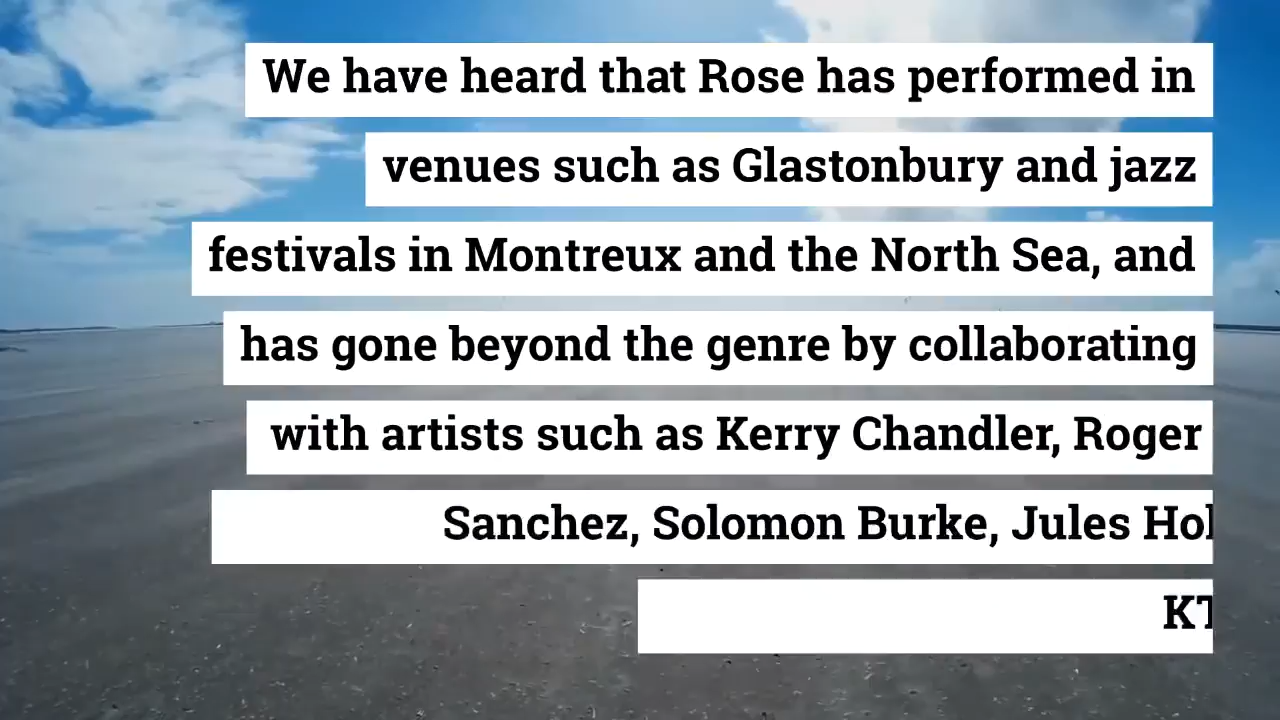 We have heard that Rose has performed in
venues such as Glastonbury and jazz
festivals in Montreux and the North Sea, and
has gone beyond the genre by collaborating
with artists such as Kerry Chandler, Roger
Sanchez, Solomon Burke, Jules